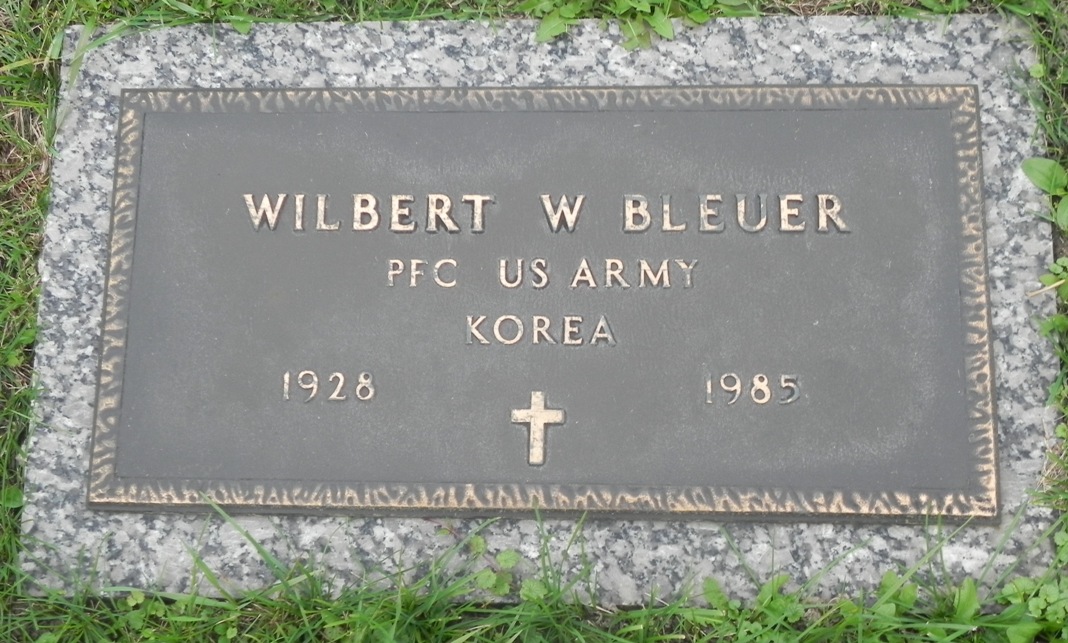 WILBERT W BLEUER
PFC US ARMY
KOREA
1928 1985